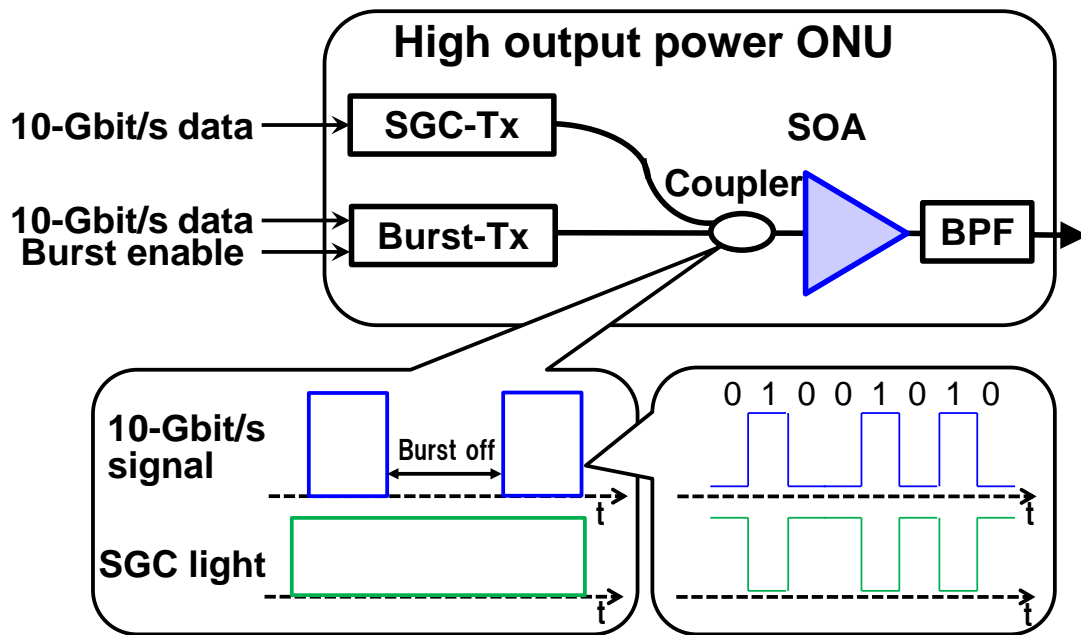 High output power ONU
10-Gbit/s data
SGC-Tx
SOA
Coupler
10-Gbit/s data
Burst enable
Burst-Tx
BPF
10-Gbit/s
signal
Burst off
t
SGC light
t
0 1 0 0 1 0 1 0
t
t